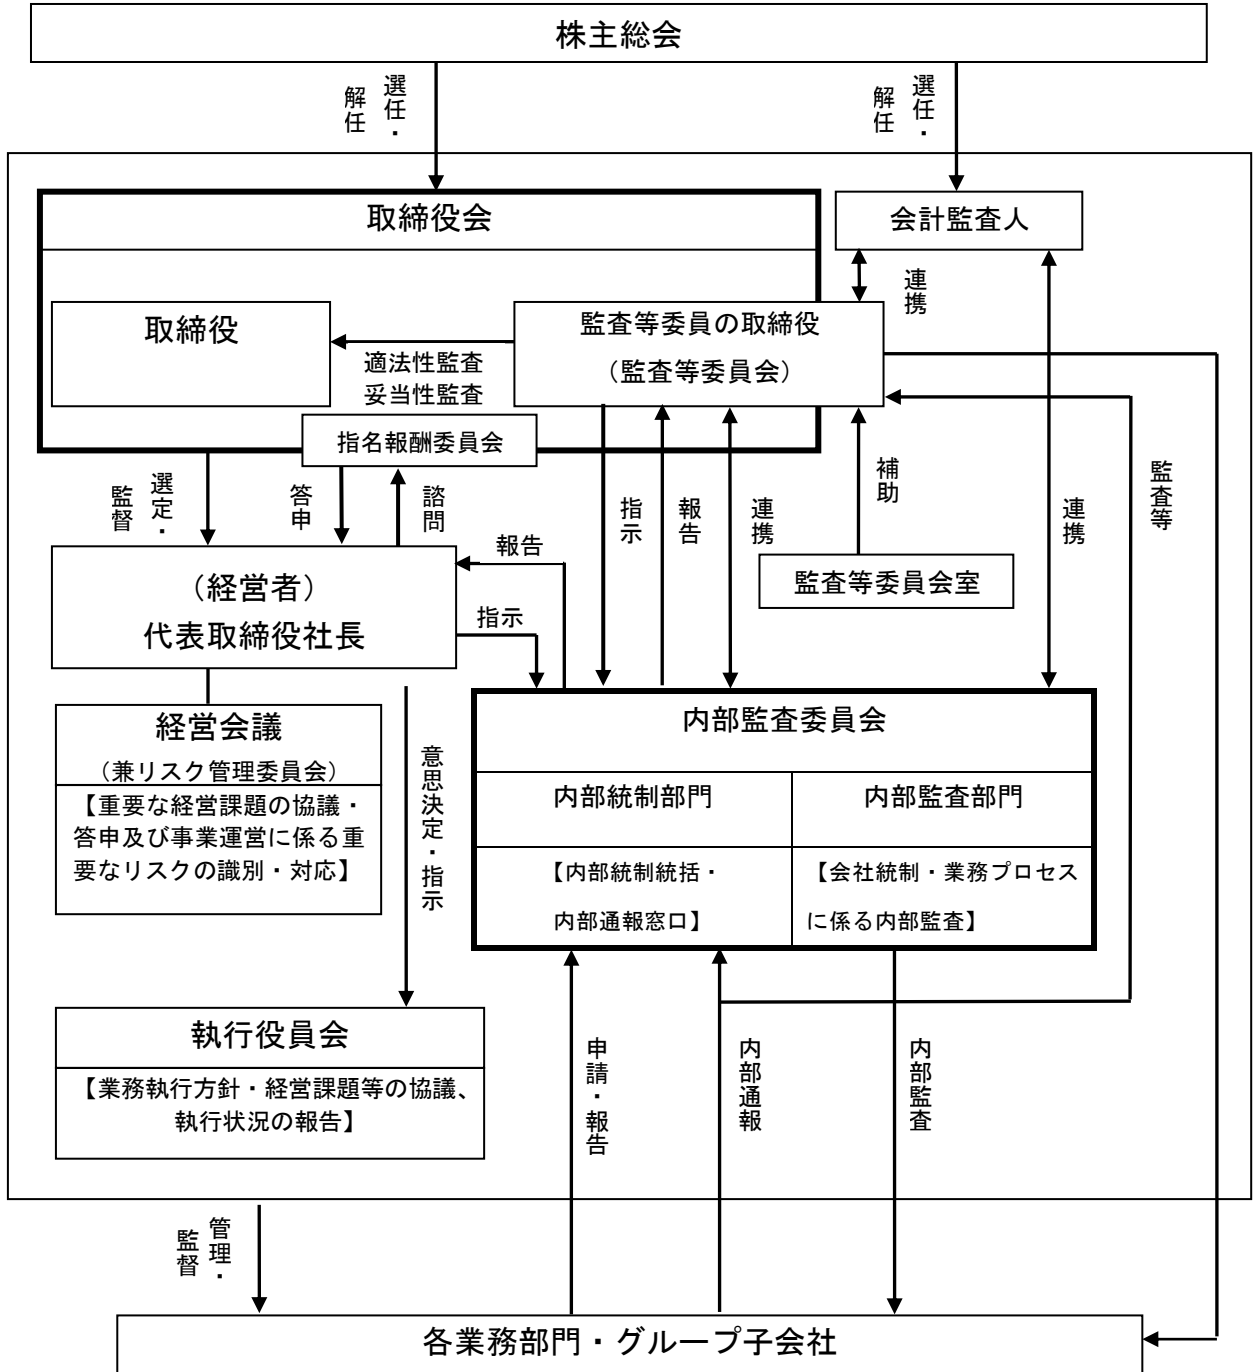 株主総会
選任・
解任
選任・
解任
取締役会
会計監査人
連携
取締役
監査等委員の取締役
（監査等委員会）
適法性監査
妥当性監査
指名報酬委員会
選定・
監督
答申
諮問
指示
報告
連携
補助
連携
監査等
監査等委員会室
（経営者）
代表取締役社長
報告
指示
経営会議
（兼リスク管理委員会）
【重要な経営課題の協議・
答申及び事業運営に係る重
要なリスクの識別・対応】
意思決定・指示
内部監査委員会
内部統制部門
内部監査部門
【内部統制統括・
内部通報窓口】
【会社統制・業務プロセス
に係る内部監査】
執行役員会
【業務執行方針・経営課題等の協議、
執行状況の報告】
申請・報告
内部通報
内部監査
管理・
監督
各業務部門・グループ子会社